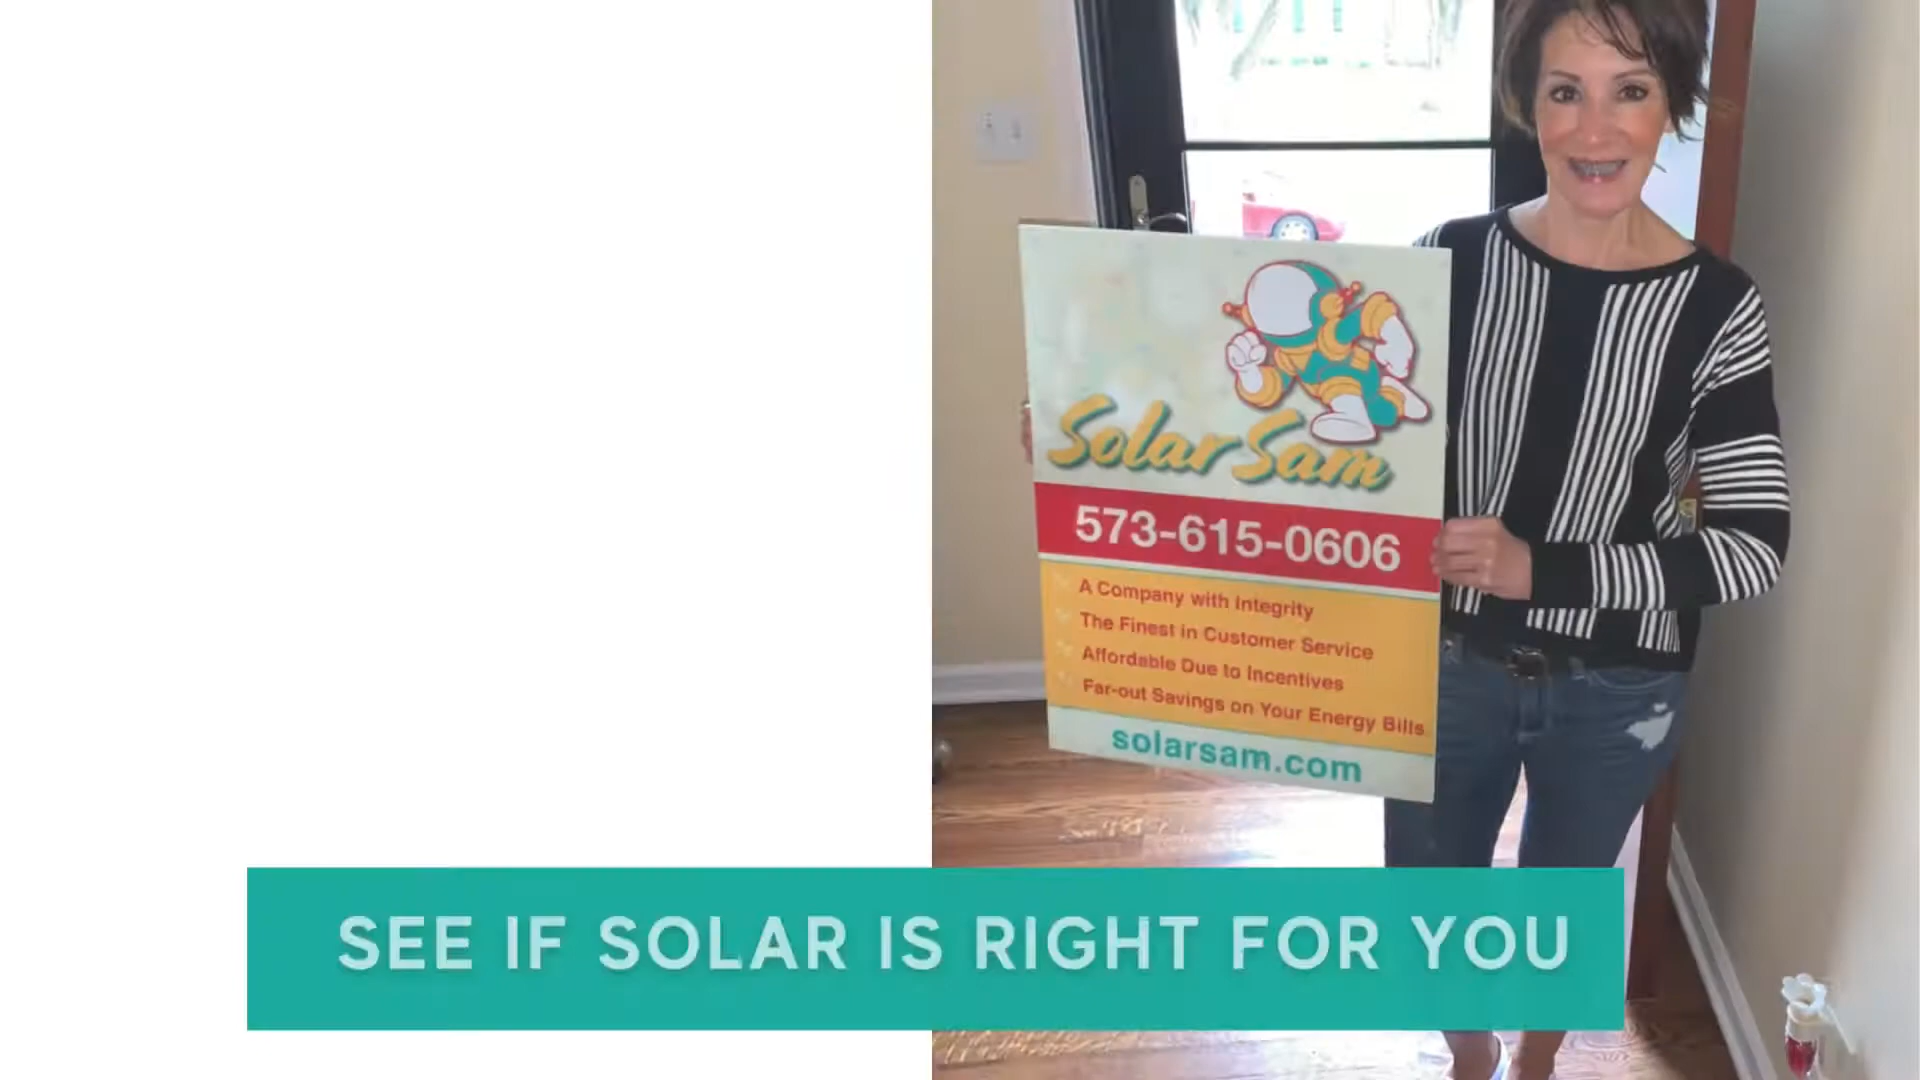 Solar Sam
573-615-0606
A Company with Integrity
The Finest in Customer Service
Affordable Due to Incentives
Far-out Savings on Your Energy Bills
solarsam.com
SEE IF SOLAR IS RIGHT FOR YOU